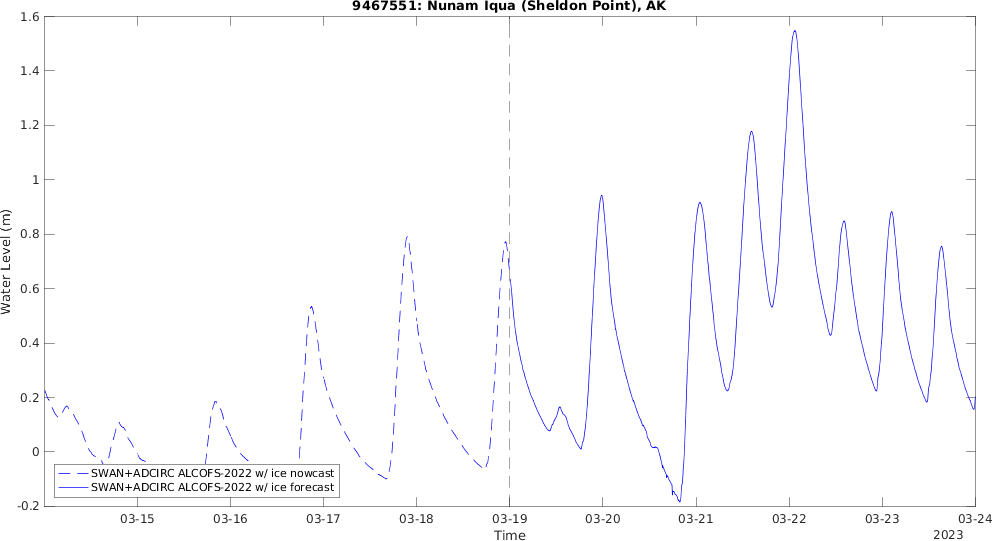 9467551: Nunam Iqua (Sheldon Point), AK
1.6
1.4
1.2
1
0.8
0.6
0.4
0.2
0
-0.2
Water Level (m)
SWAN+ADCIRC ALCOFS-2022 w/ ice nowcast
SWAN+ADCIRC ALCOFS-2022 w/ ice forecast
03-15 03-16 03-17 03-18 03-19 03-20 03-21 03-22 03-23 03-24
Time
2023